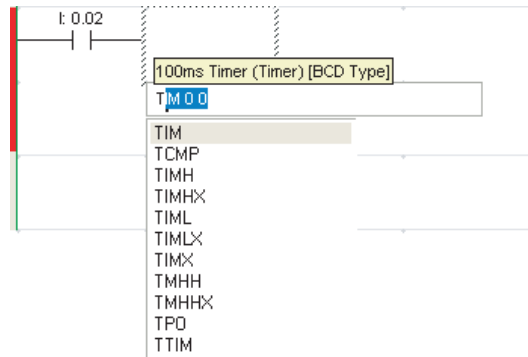 I: 0.02
100ms Timer (Timer) [BCD Type]
TIM 0 0
TIM
TCMP
TIMH
TIMHX
TIML
TIMLX
TIMX
TMHH
TMHHX
TPO
TTIM